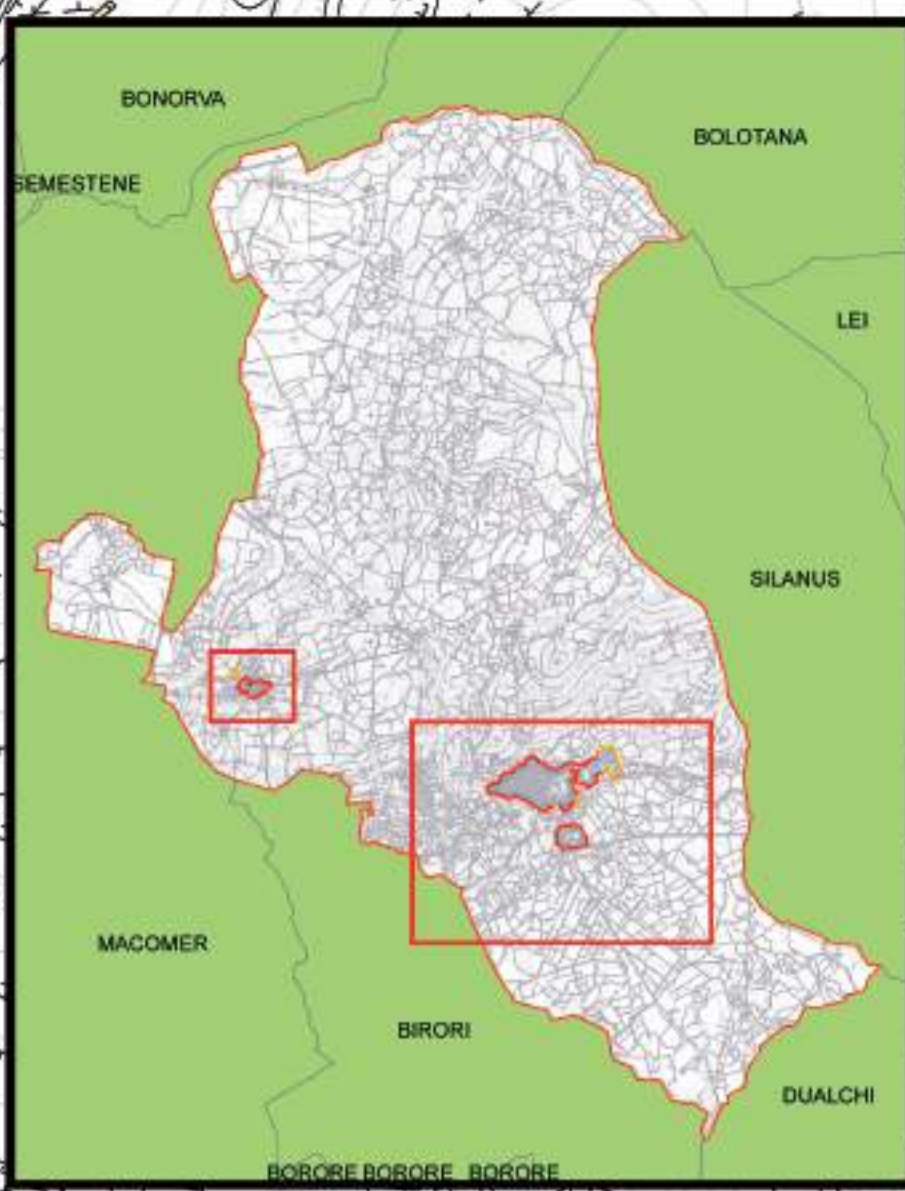 BONORVA
BOLOTANA
SEMESTENE
LEI
SILANUS
MACOMER
BIRORI
DUALCHI
BORORE BORORE BORORE